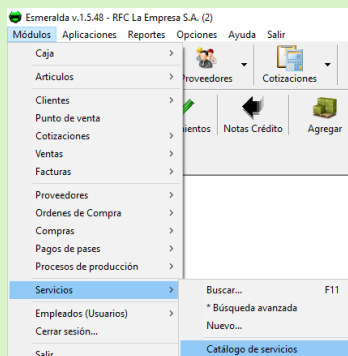 Esmeralda v.1.5.48 - RFC La Empresa S.A. (2)
Módulos Aplicaciones Reportes Opciones Ayuda Salir
Caja
Proveedores Cotizaciones
Articulos
Clientes
Punto de venta
Cotizaciones
Notas Crédito Agregar
Ventas
Facturas
Proveedores
Ordenes de Compra
Compras
Pagos de pases
Procesos de producción
Servicios
Buscar... F11
* Búsqueda avanzada
Empleados (Usuarios)
Nuevo...
Cerrar sesión...
Catálogo de servicios
Salir